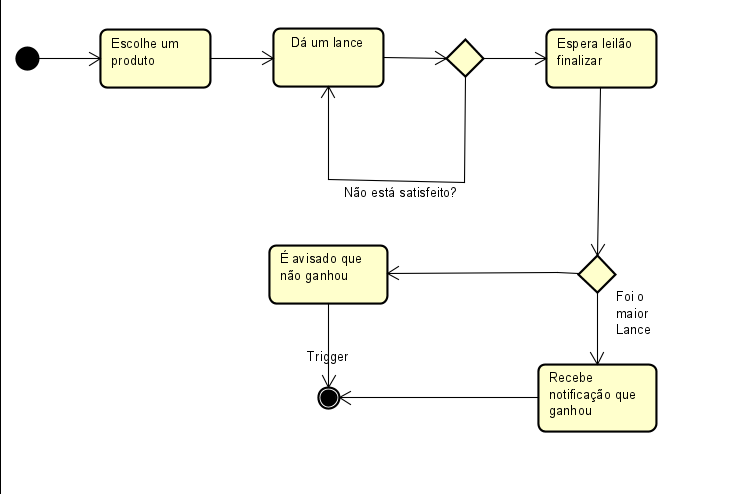 Escolhe um
produto
Dá um lance
Espera leilão
finalizar
Não está satisfeito?
É avisado que
não ganhou
Foi o
maior
Lance
Trigger
Recebe
notificação que
ganhou